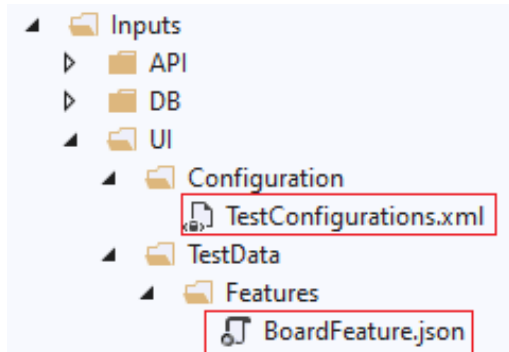 Inputs
API
DB
UI
Configuration
TestConfigurations.xml
TestData
Features
BoardFeature.json